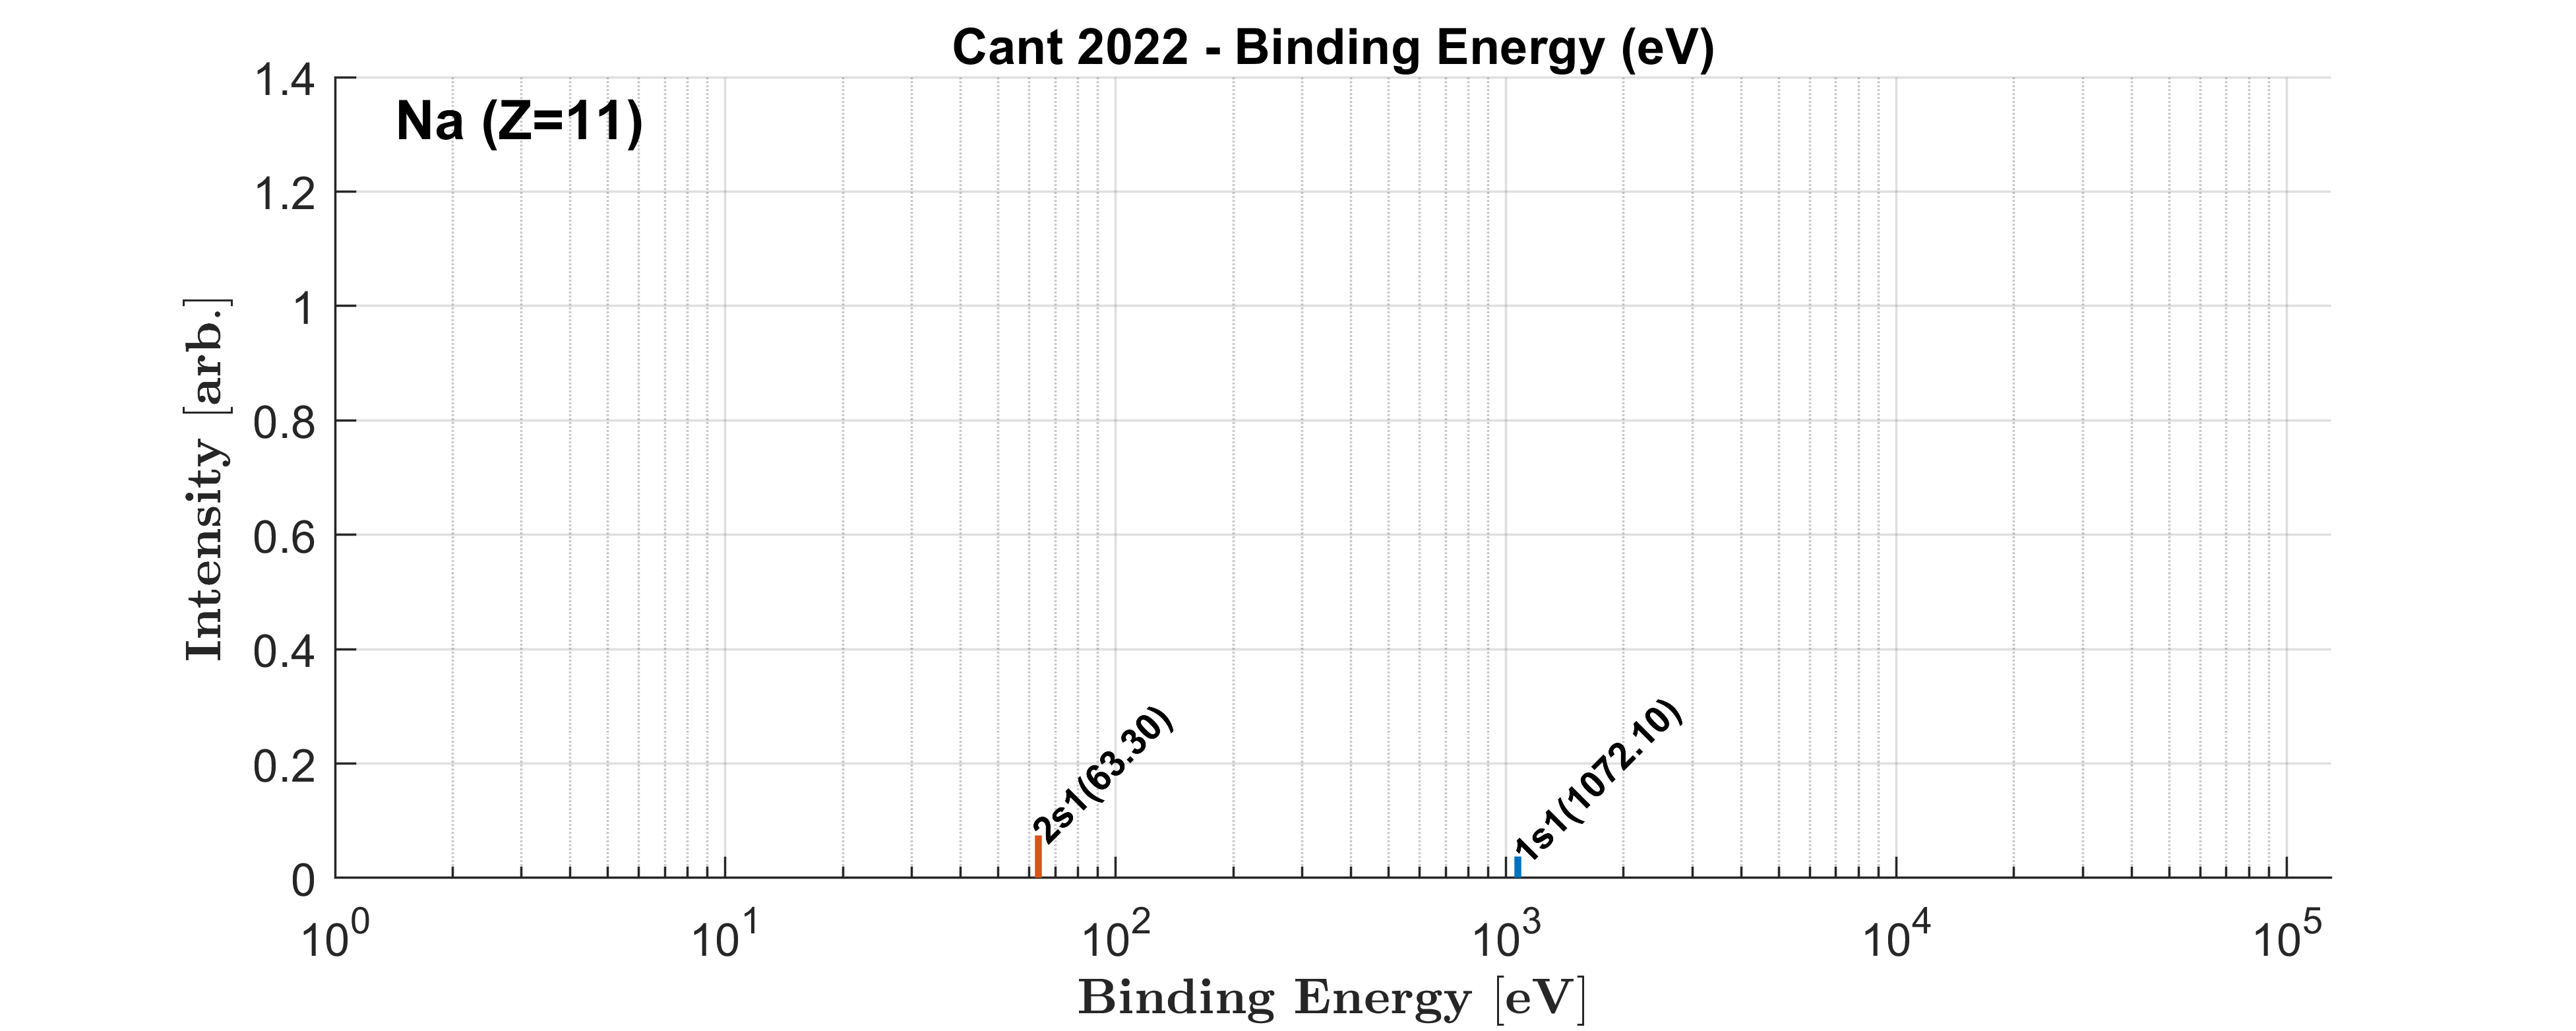 Cant 2022 - Binding Energy (eV)
Na (Z=11)
Intensity [arb.]
1.4
1.2
1
0.8
0.6
0.4
0.2
0
2s1(63.30)
1s1(1072.10)
10^0 10^1 10^2 10^3 10^4 10^5
Binding Energy [eV]